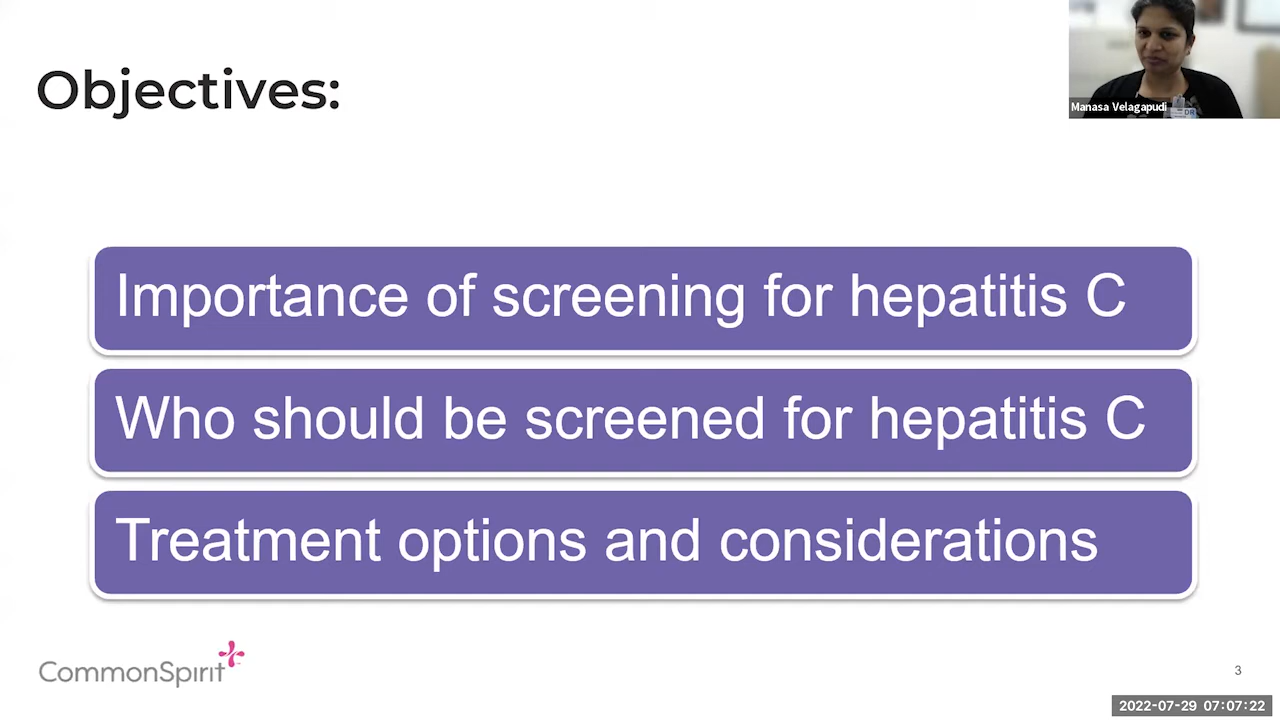 Objectives:
Manasa Velagapudi
Importance of screening for hepatitis C
Who should be screened for hepatitis C
Treatment options and considerations
CommonSpirit
3
2022-07-29 07:07:22